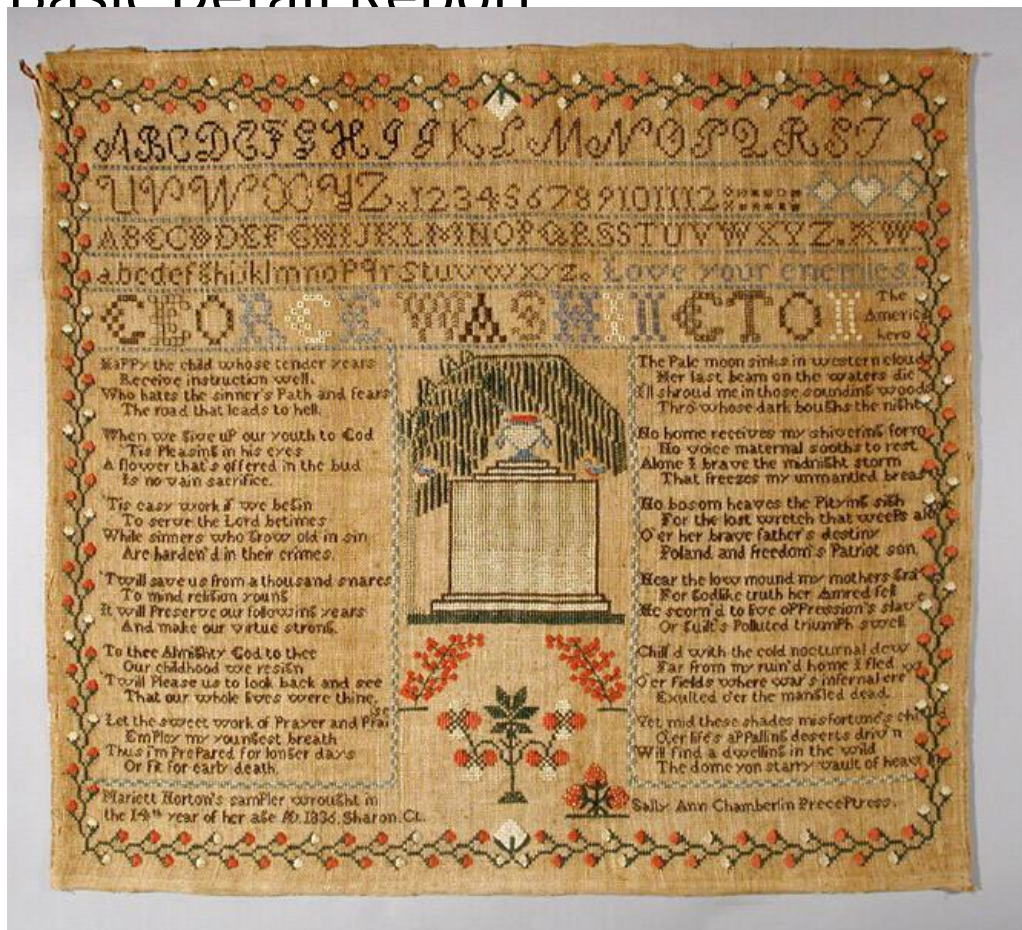 Basic Detail Report
ABCDEFGHIJKLMNOPQRST
UVWXYZ.123456789101112
ABCDEFGHIJKLMNOPQRSSTUVWXYZ.XW
abcdefghijklmnopqrstuvwxyz. Love your enemies
GEORGE WASHINGTON The
America
hero
Happy the child whose tender years
Receive instruction well.
Who hates the sinner's Path and fears
The road that leads to hell.
When we give up our youth to God
'Tis Pleasing in his eyes
A flower that's offered in the bud
Is no vain sacrifice.
'Tis easy work if we begin
To serve the Lord betimes
While sinners who Grow old in sin
Are harden'd in their crimes.
'Twill save us from a thousand snares
To mind religion young
It will Preserve our following years
And make our virtue strong.
To thee Almighty God to thee
Our childhood we resign
'Twill Please us to look back and see
That our whole lives were thine.
Let the sweet work of Prayer and Prai
se
Employ my youngest breath
Thus i'm Prepared for longer days
Or fit for early death.
The Pale moon sinks in western cloud
Her last beam on the waters die
I'll shroud me in those sounding woods
Thro' whose dark boughs the night
No home receives my shivering form
No voice maternal sooths to rest
Alone I brave the midnight storm
That freezes my unmantled breas
No bosom heaves the Pitying sigh
For the lost wretch that weeps
O'er her brave father's destiny
Poland and freedom's Patriot son.
Near the low mound my mothers Gra
For Godlike truth her fell
He scorn'd to live oppression's slav
Or Guilt's Polluted triumph swell
Chill'd with the cold nocturnal dew
Far from my ruin'd home I fled
O'er fields where war's infernal
Exulted o'er the mangled dead.
Yet mid these shades misfortune's chi
O'er life's appalling deserts driv'n
Will find a dwelling in the wild
The dome yon starry vault of heav
Mariett Horton's sampler wrought in
the 14th year of her age AD. 1836. Sharon. Ct.
Sally Ann Chamberlin Preceptress.